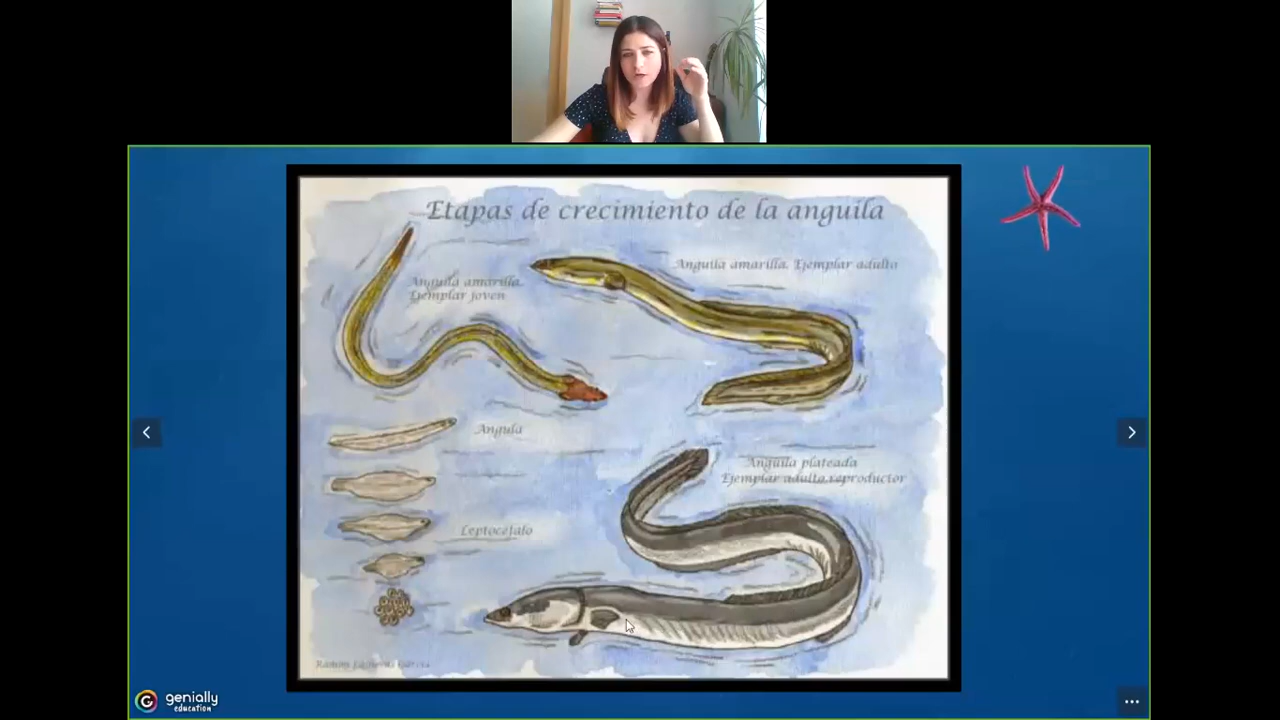 Etapas de crecimiento de la anguila
Anguila amarilla. Ejemplar adulto
Anguila amarilla.
Ejemplar joven
Angula
Anguila plateada
Ejemplar adulto reproductor
Leptocéfalo
genially
education